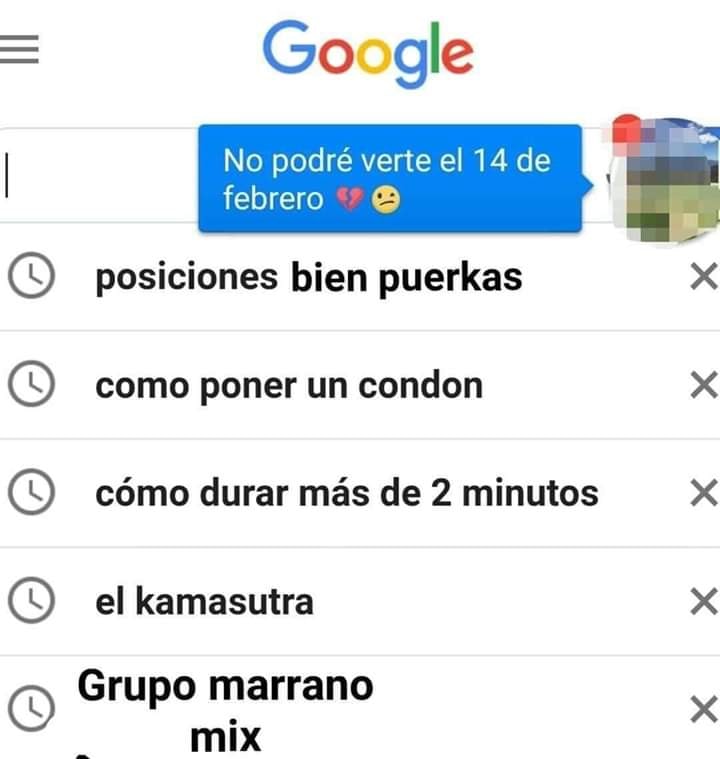 Google
No podré verte el 14 de
febrero 💔😕
posiciones bien puerkas
como poner un condon
cómo durar más de 2 minutos
el kamasutra
Grupo marrano
mix